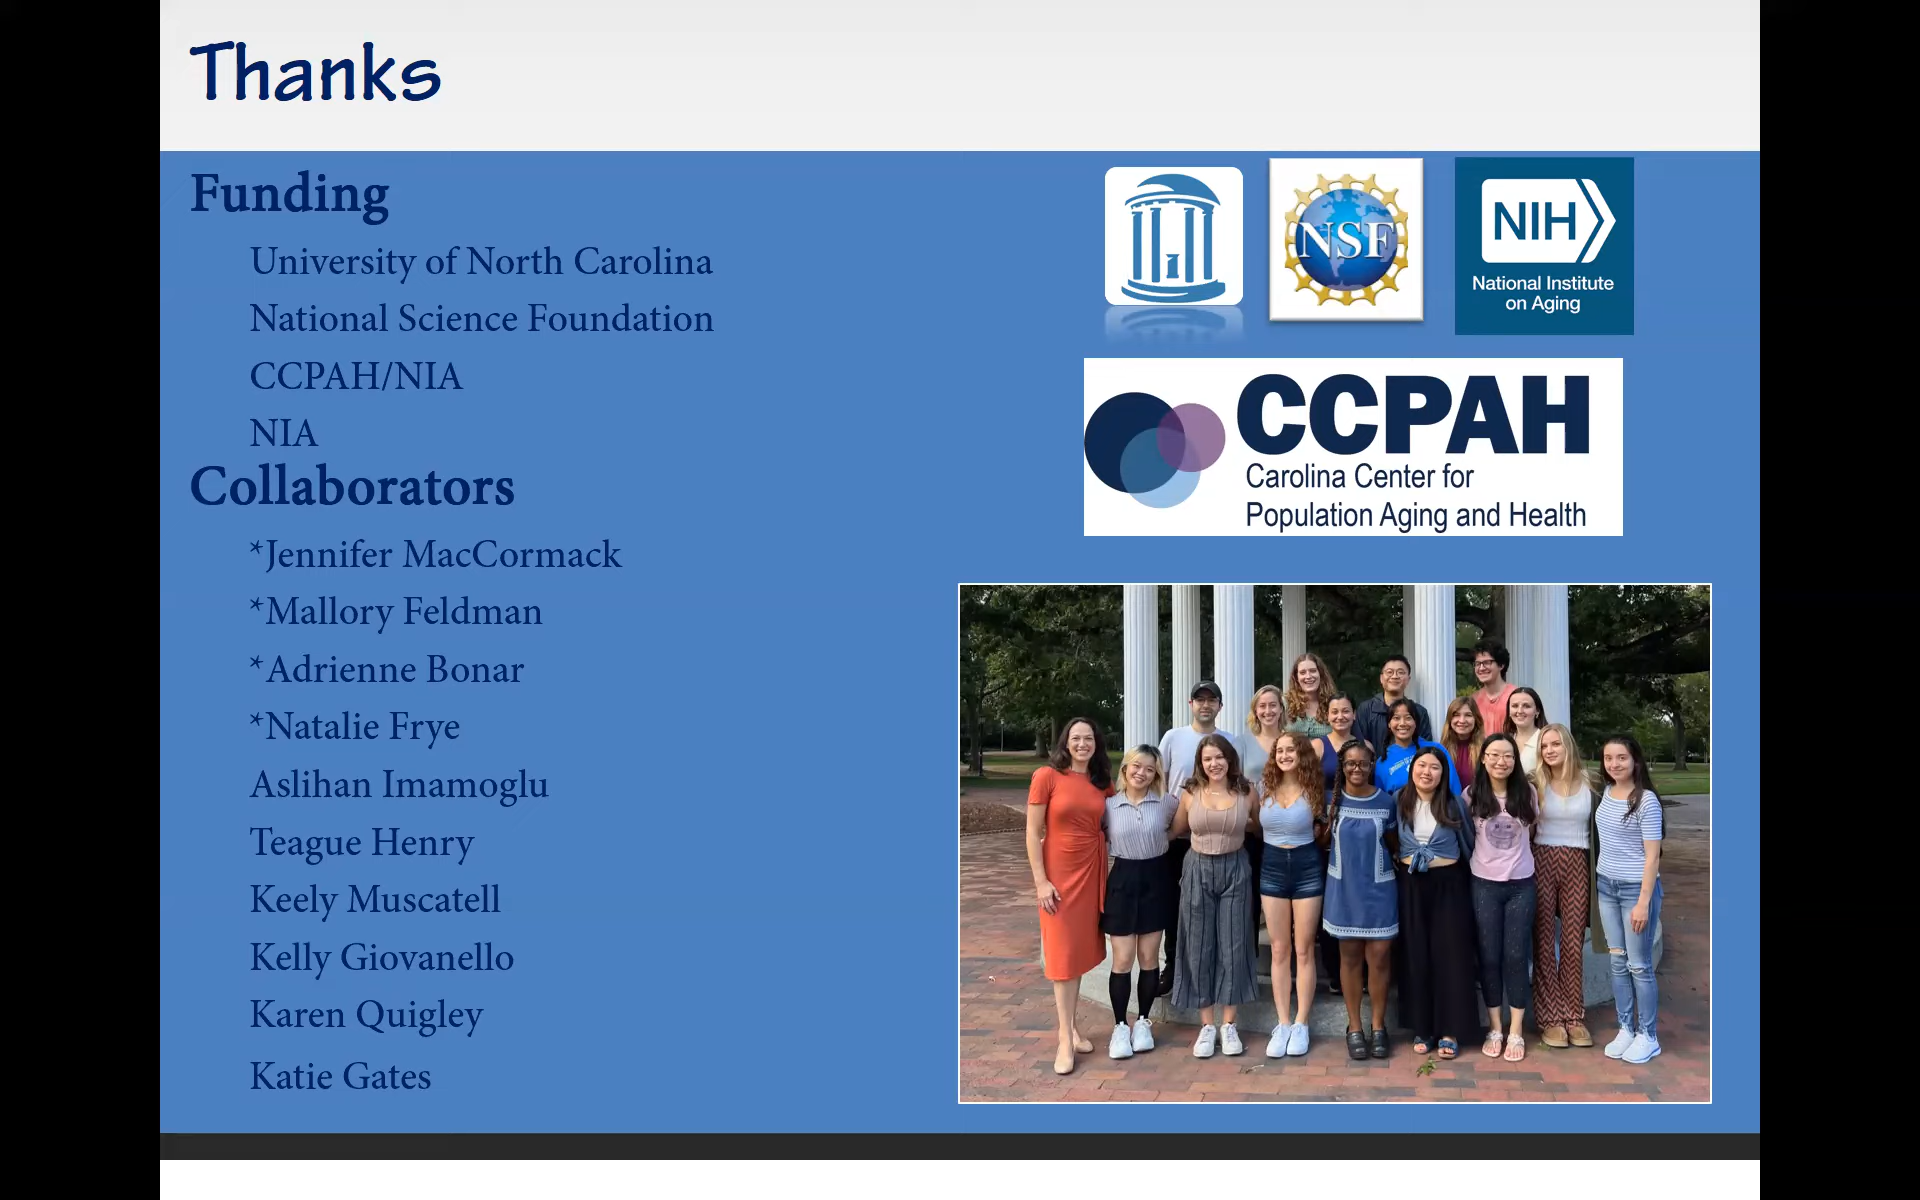 Thanks
Funding
University of North Carolina
National Science Foundation
CCPAH/NIA
NIA
Collaborators
*Jennifer MacCormack
*Mallory Feldman
*Adrienne Bonar
*Natalie Frye
Aslihan Imamoglu
Teague Henry
Keely Muscatell
Kelly Giovanello
Karen Quigley
Katie Gates
NSF
NIH
National Institute
on Aging
CCPAH
Carolina Center for
Population Aging and Health